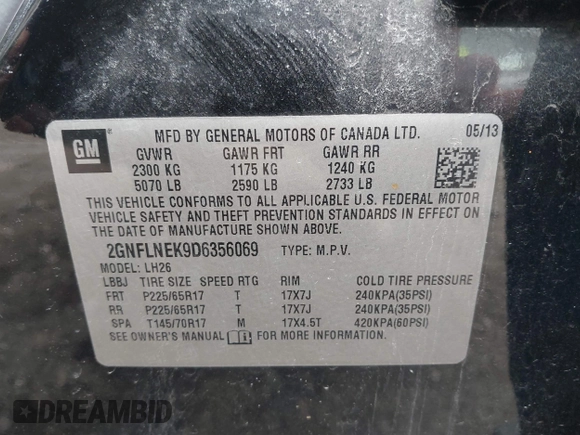 GM®
MFD BY GENERAL MOTORS OF CANADA LTD. 05/13
GVWR GAWR FRT GAWR RR
2300 KG 1175 KG 1240 KG
5070 LB 2590 LB 2733 LB
THIS VEHICLE CONFORMS TO ALL APPLICABLE U.S. FEDERAL MOTOR
VEHICLE SAFETY AND THEFT PREVENTION STANDARDS IN EFFECT ON
THE DATE OF MANUFACTURE SHOWN ABOVE.
2GNFLNEK9D6356069 TYPE: M.P.V.
MODEL: LH26
LBBJ TIRE SIZE SPEED RTG RIM COLD TIRE PRESSURE
FRT P225/65R17 T 17X7J 240KPA(35PSI)
RR P225/65R17 T 17X7J 240KPA(35PSI)
SPA T145/70R17 M 17X4.5T 420KPA(60PSI)
SEE OWNER'S MANUAL FOR MORE INFORMATION.
DREAMBID